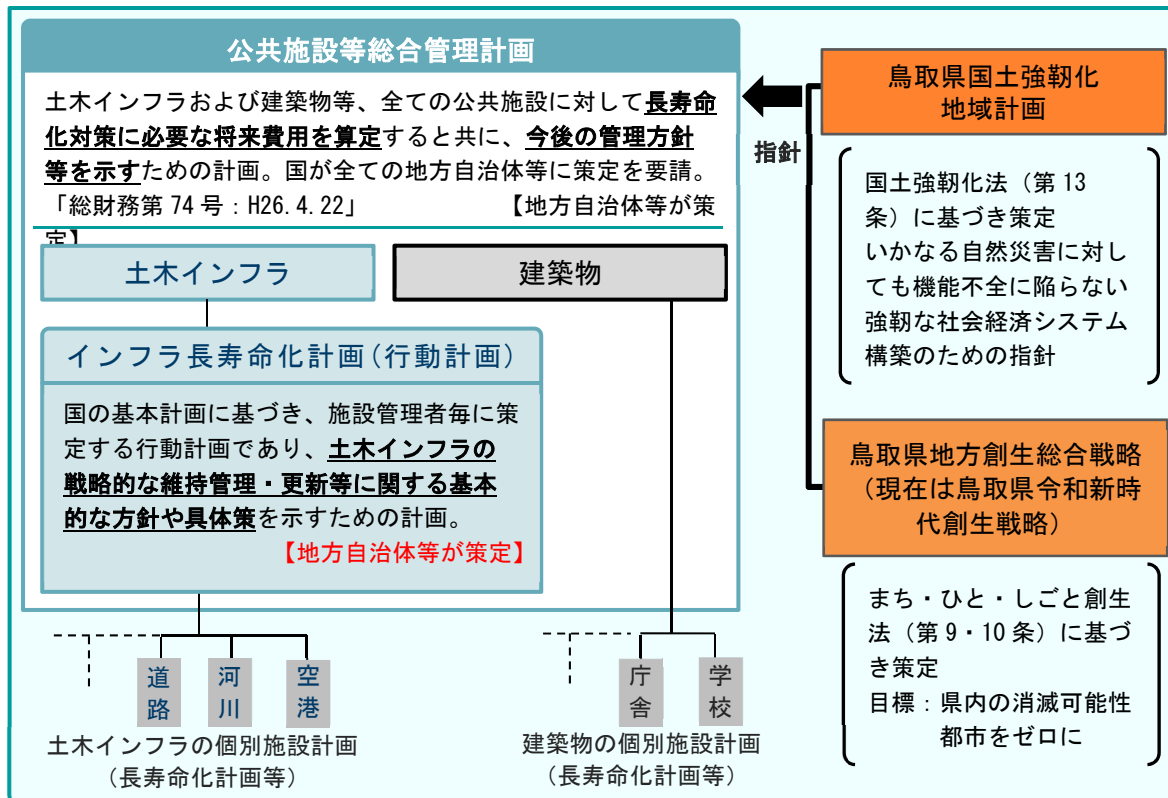 公共施設等総合管理計画
土木インフラおよび建築物等、全ての公共施設に対して長寿命
化対策に必要な将来費用を算定すると共に、今後の管理方針
等を示すための計画。国が全ての地方自治体等に策定を要請。
「総財務第 74 号：H26.4.22」 【地方自治体等が策
定】
土木インフラ
建築物
インフラ長寿命化計画(行動計画)
国の基本計画に基づき、施設管理者毎に策
定する行動計画であり、土木インフラの
戦略的な維持管理・更新等に関する基本
的な方針や具体策を示すための計画。
【地方自治体等が策定】
道路
河川
空港
土木インフラの個別施設計画
（長寿命化計画等）
庁舎
学校
建築物の個別施設計画
（長寿命化計画等）
指針
鳥取県国土強靭化
地域計画
国土強靭化法（第 13
条）に基づき策定
いかなる自然災害に対し
ても機能不全に陥らない
強靭な社会経済システム
構築のための指針
鳥取県地方創生総合戦略
（現在は鳥取県令和新時
代創生戦略）
まち・ひと・しごと創生
法（第 9・10 条）に基づ
き策定
目標：県内の消滅可能性
都市をゼロに